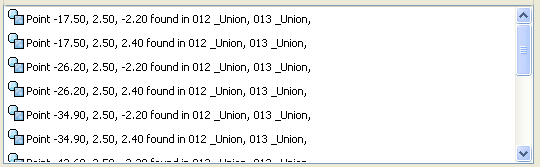 Point -17.50, 2.50, -2.20 found in 012 _Union, 013 _Union,
Point -17.50, 2.50, 2.40 found in 012 _Union, 013 _Union,
Point -26.20, 2.50, -2.20 found in 012 _Union, 013 _Union,
Point -26.20, 2.50, 2.40 found in 012 _Union, 013 _Union,
Point -34.90, 2.50, -2.20 found in 012 _Union, 013 _Union,
Point -34.90, 2.50, 2.40 found in 012 _Union, 013 _Union,